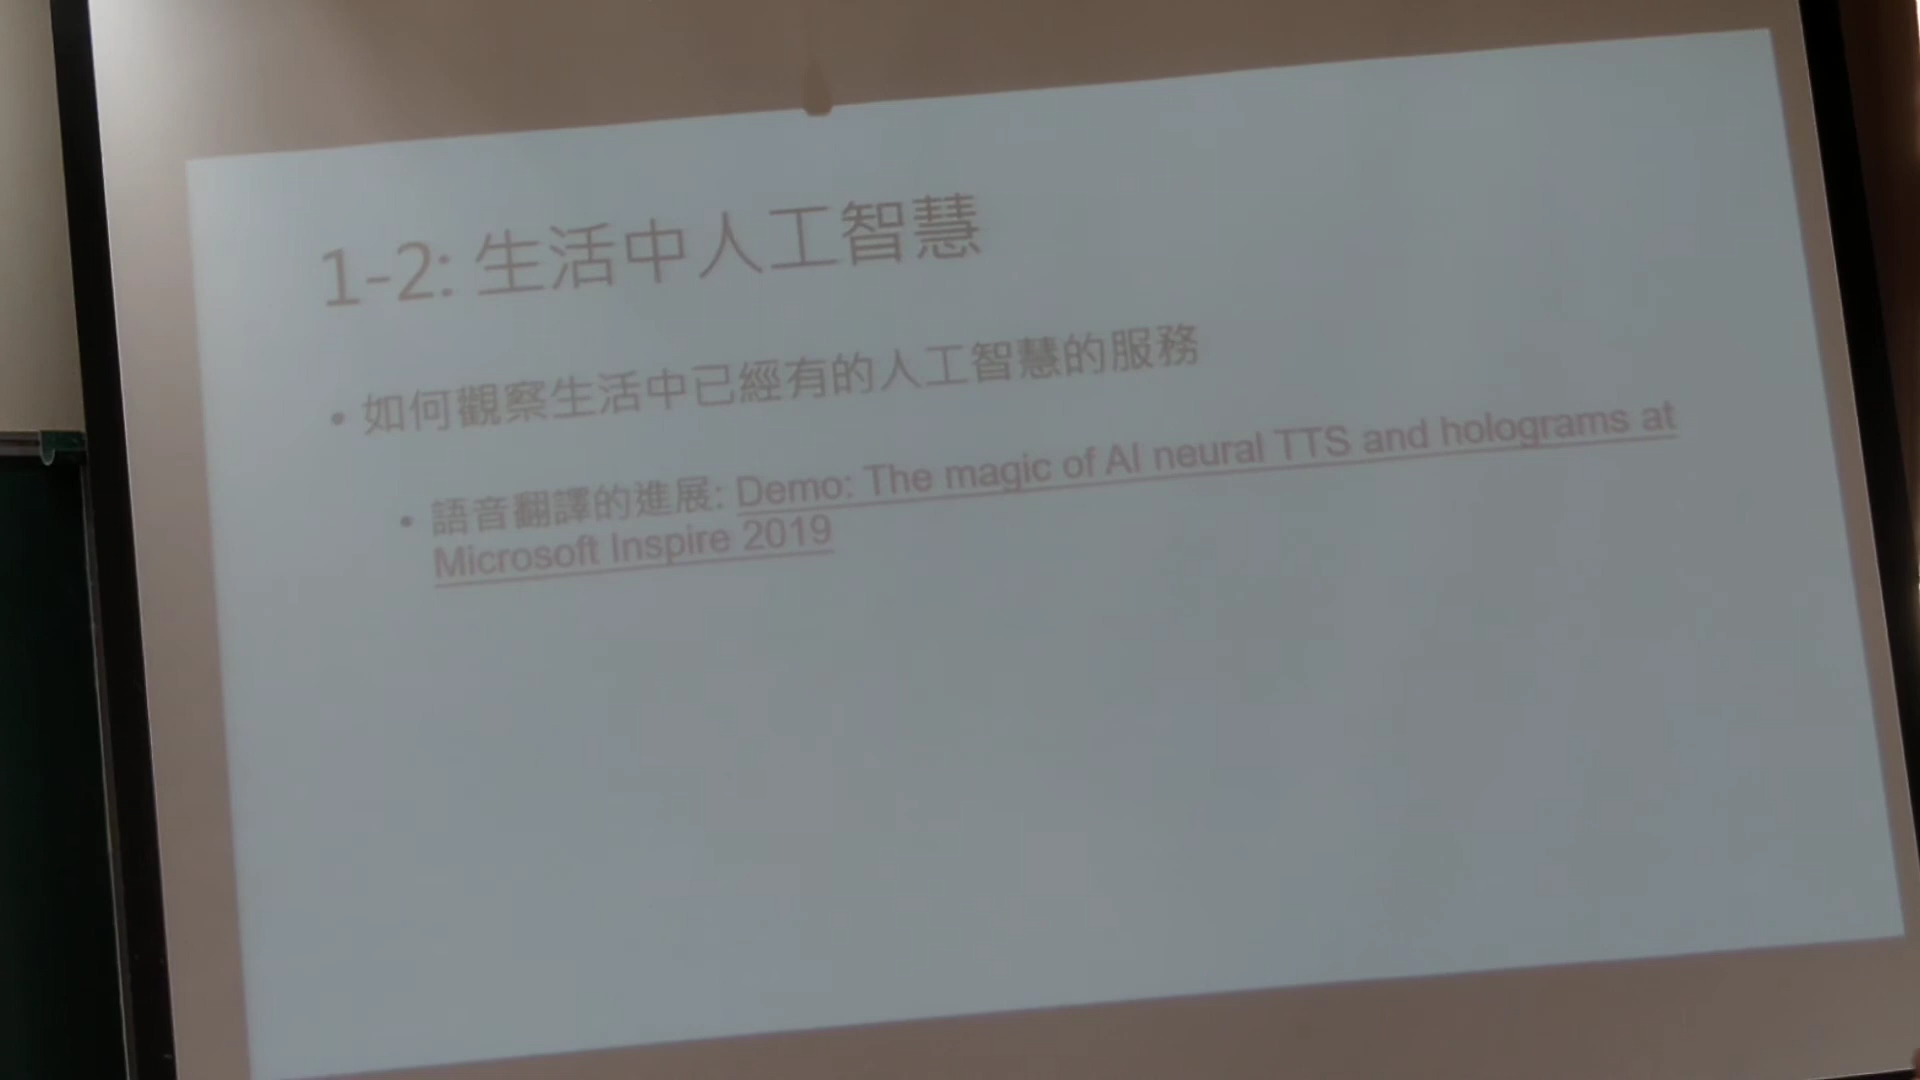 1-2: 生活中人工智慧
• 如何觀察生活中已經有的人工智慧的服務
• 語音翻譯的進展: Demo: The magic of AI neural TTS and holograms at
Microsoft Inspire 2019